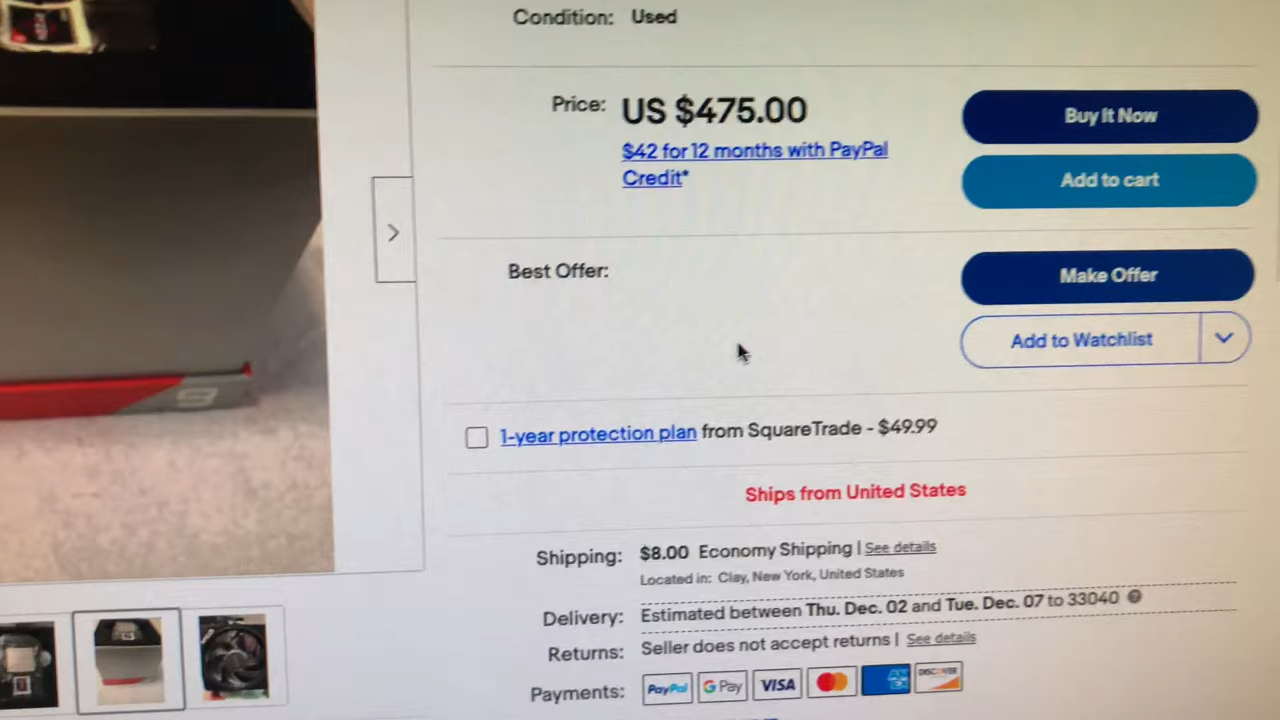 Condition: Used
Price: US $475.00
Buy It Now
$42 for 12 months with PayPal
Credit*
Add to cart
Best Offer:
Make Offer
Add to Watchlist
1-year protection plan from SquareTrade - $49.99
Ships from United States
Shipping: $8.00 Economy Shipping | See details
Located in: Clay, New York, United States
Delivery: Estimated between Thu. Dec. 02 and Tue. Dec. 07 to 33040
Returns: Seller does not accept returns | See details
Payments: PayPal G Pay VISA DISCOVER